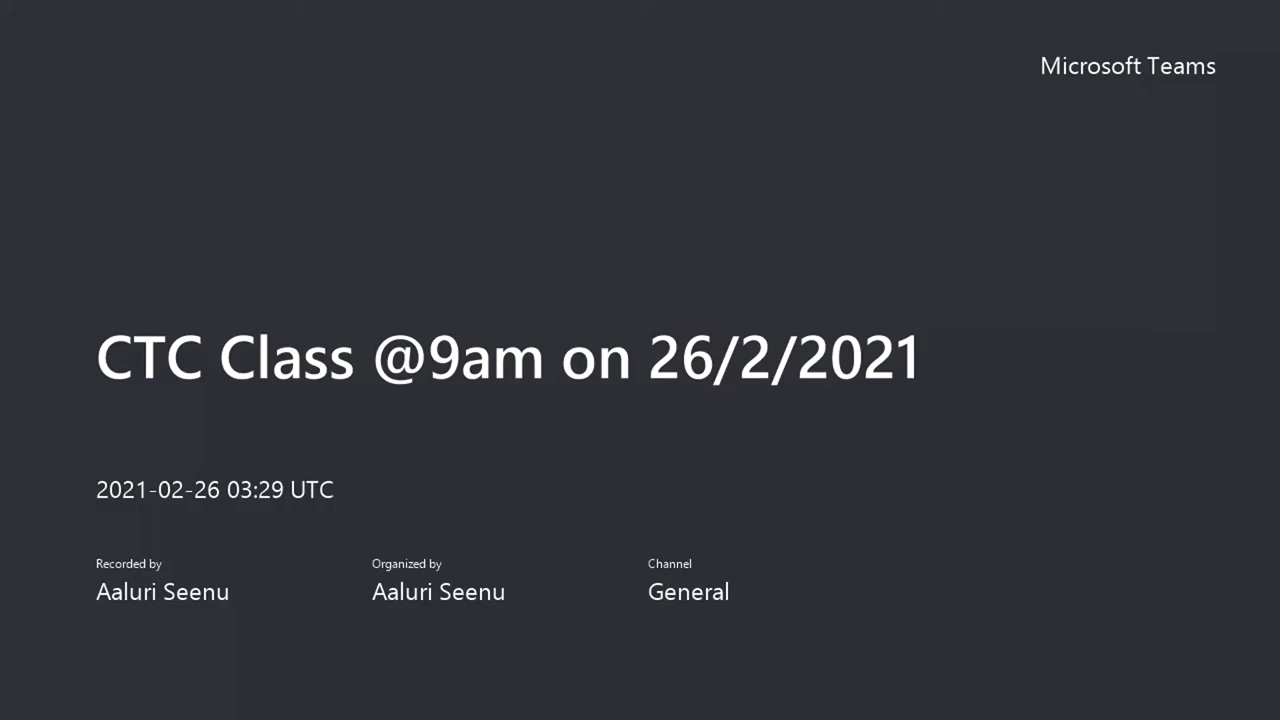 Microsoft Teams
CTC Class @9am on 26/2/2021
2021-02-26 03:29 UTC
Recorded by
Aaluri Seenu
Organized by
Aaluri Seenu
Channel
General